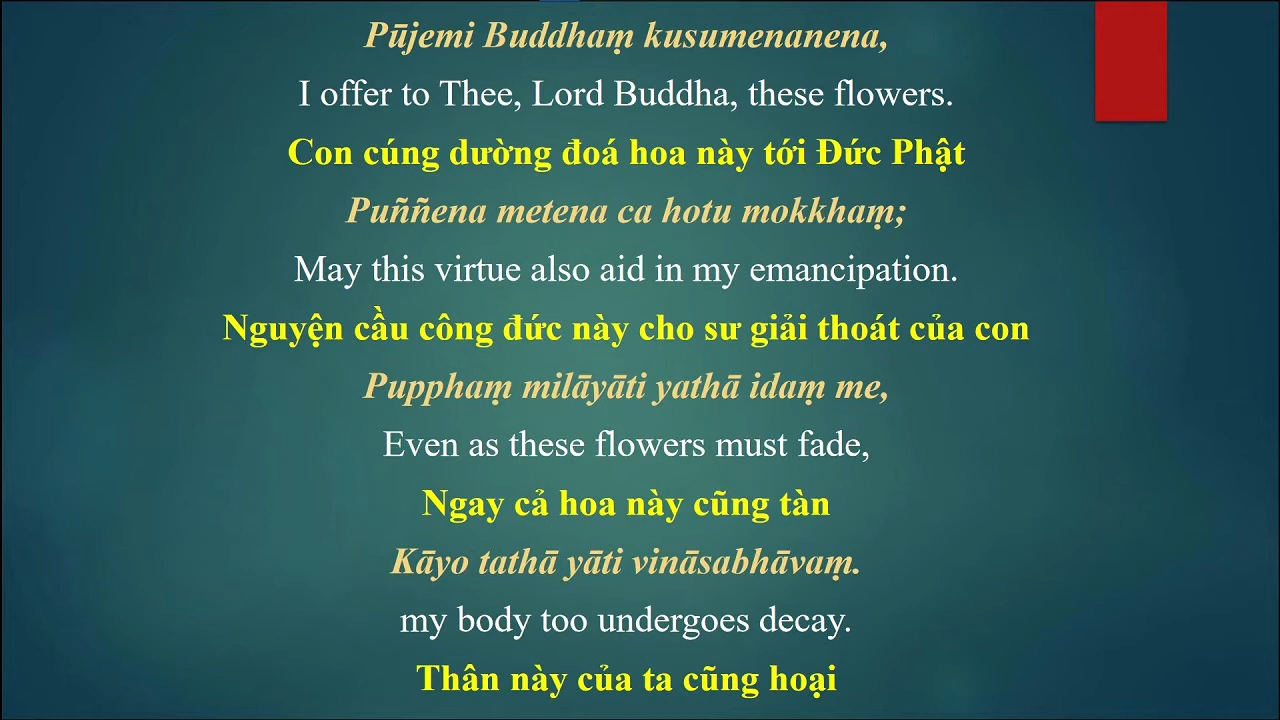 Pūjemi Buddhaṃ kusumenanena,
I offer to Thee, Lord Buddha, these flowers.
Con cúng dường đoá hoa này tới Đức Phật
Puññena metena ca hotu mokkhaṃ;
May this virtue also aid in my emancipation.
Nguyện cầu công đức này cho sư giải thoát của con
Pupphaṃ milāyāti yathā idaṃ me,
Even as these flowers must fade,
Ngay cả hoa này cũng tàn
Kāyo tathā yāti vināsabhāvaṃ.
my body too undergoes decay.
Thân này của ta cũng hoại